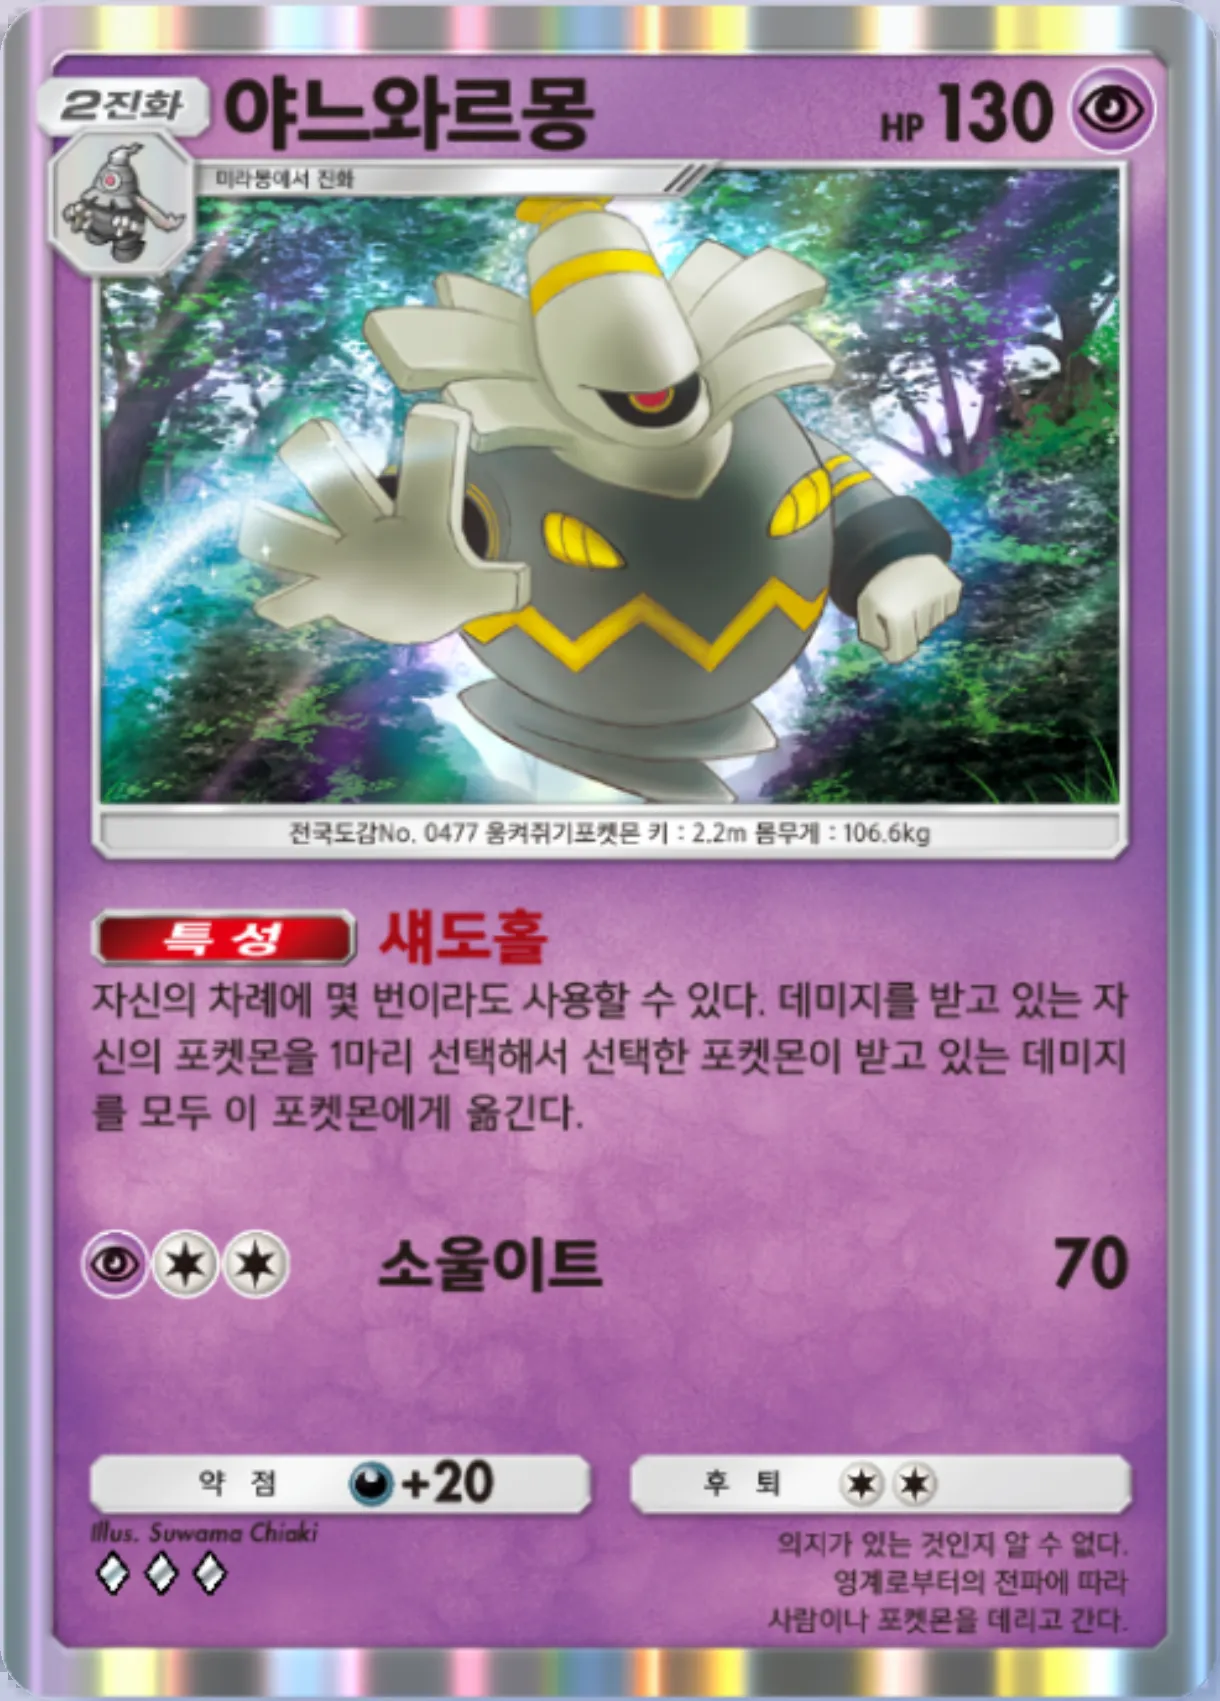 2진화
야느와르몽
HP 130
미라몽에서 진화
전국도감No. 0477 움켜쥐기포켓몬 키 : 2.2m 몸무게 : 106.6kg
특성 섀도홀
자신의 차례에 몇 번이라도 사용할 수 있다. 데미지를 받고 있는 자
신의 포켓몬을 1마리 선택해서 선택한 포켓몬이 받고 있는 데미지
를 모두 이 포켓몬에게 옮긴다.
소울이트 70
약점 +20
후퇴
Illus. Suwama Chiaki
의지가 있는 것인지 알 수 없다.
영계로부터의 전파에 따라
사람이나 포켓몬을 데리고 간다.